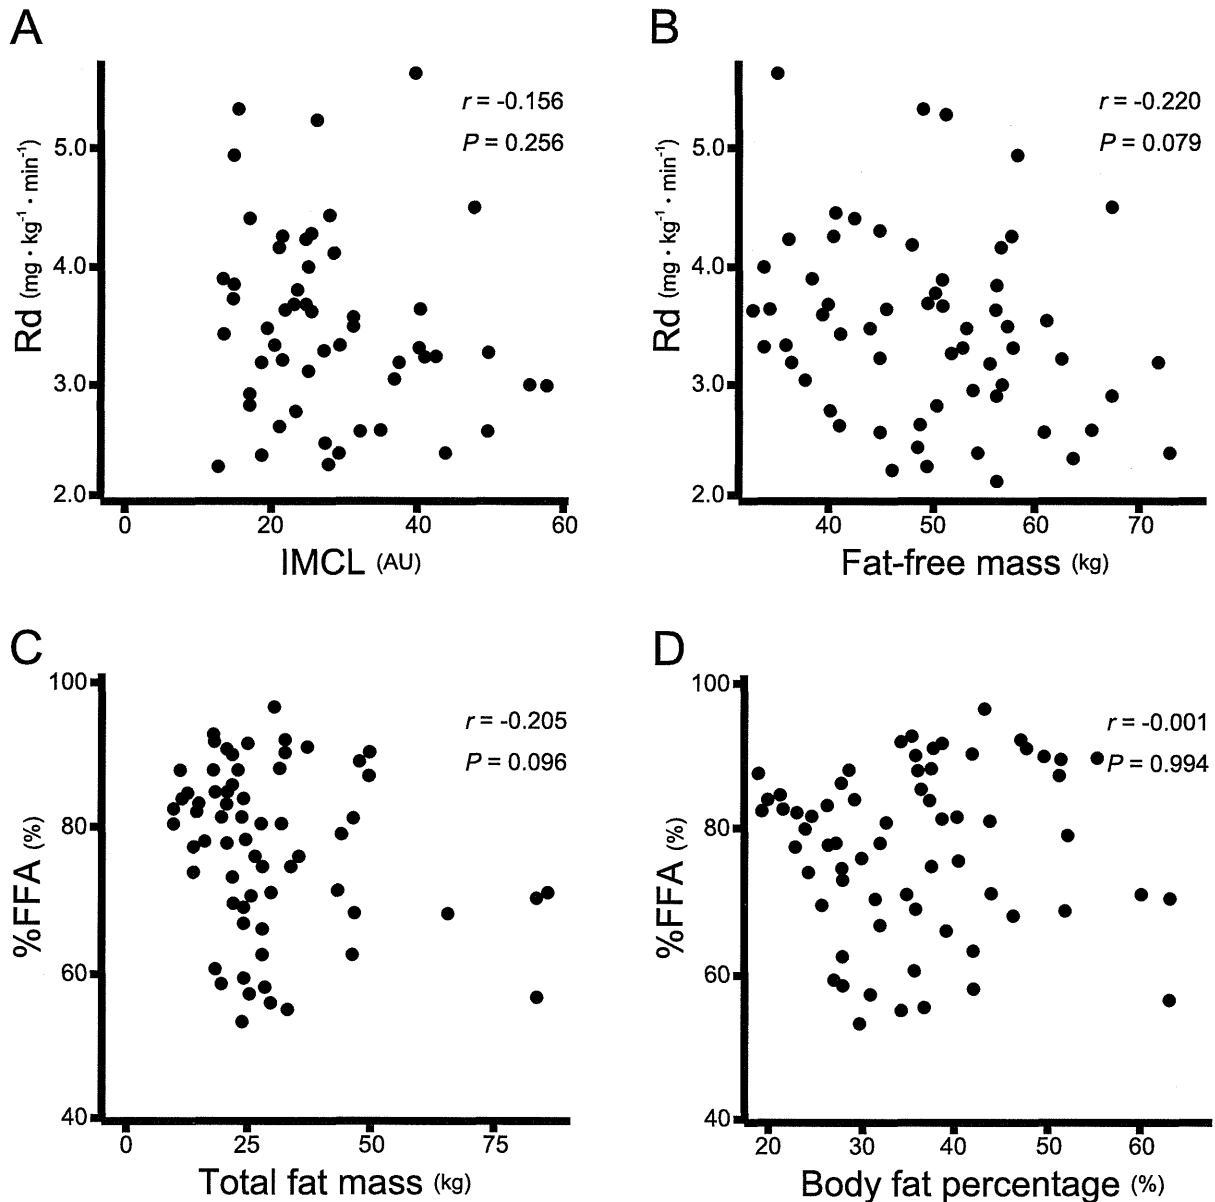 A
B
r = -0.156
P = 0.256
r = -0.220
P = 0.079
Rd (mg · kg⁻¹ · min⁻¹)
5.0
4.0
3.0
2.0
0 20 40 60
IMCL (AU)
Rd (mg · kg⁻¹ · min⁻¹)
5.0
4.0
3.0
2.0
40 50 60 70
Fat-free mass (kg)
C
D
r = -0.205
P = 0.096
r = -0.001
P = 0.994
%FFA (%)
100
80
60
40
0 25 50 75
Total fat mass (kg)
%FFA (%)
100
80
60
40
20 30 40 50 60
Body fat percentage (%)